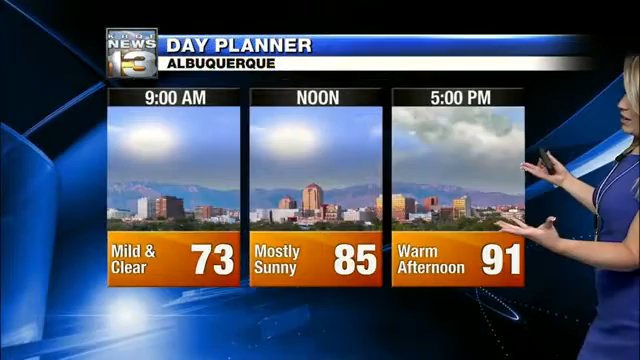 KRQE
NEWS
13
DAY PLANNER
ALBUQUERQUE
9:00 AM
NOON
5:00 PM
Mild &
Clear
73
Mostly
Sunny
85
Warm
Afternoon
91